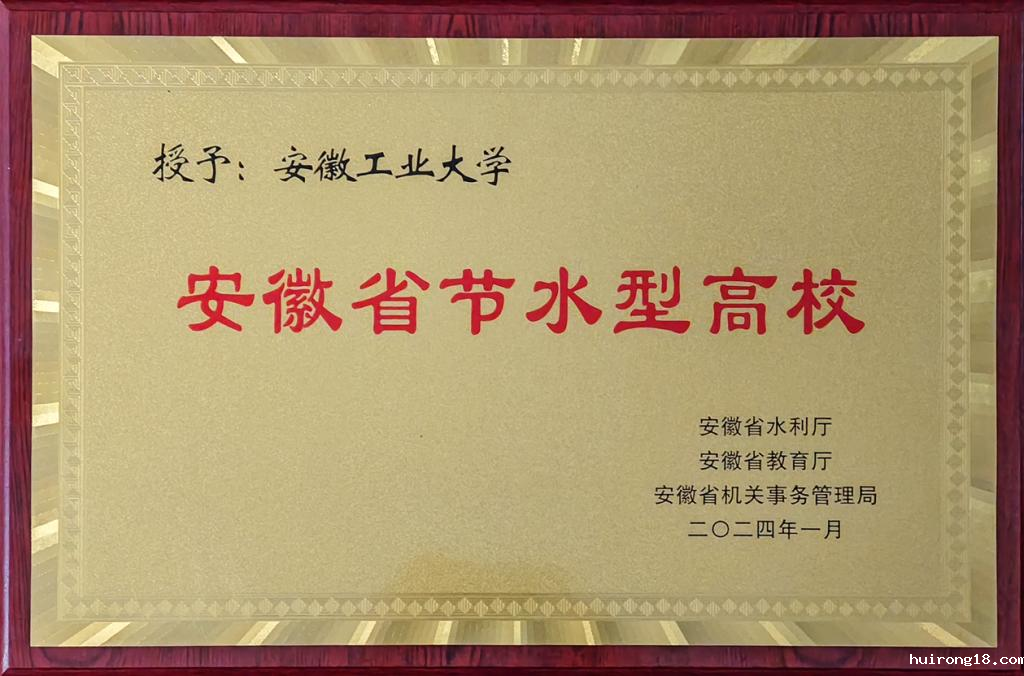 授予：安徽工业大学
安徽省节水型高校
安徽省水利厅
安徽省教育厅
安徽省机关事务管理局
二〇二四年一月
huirong18.com